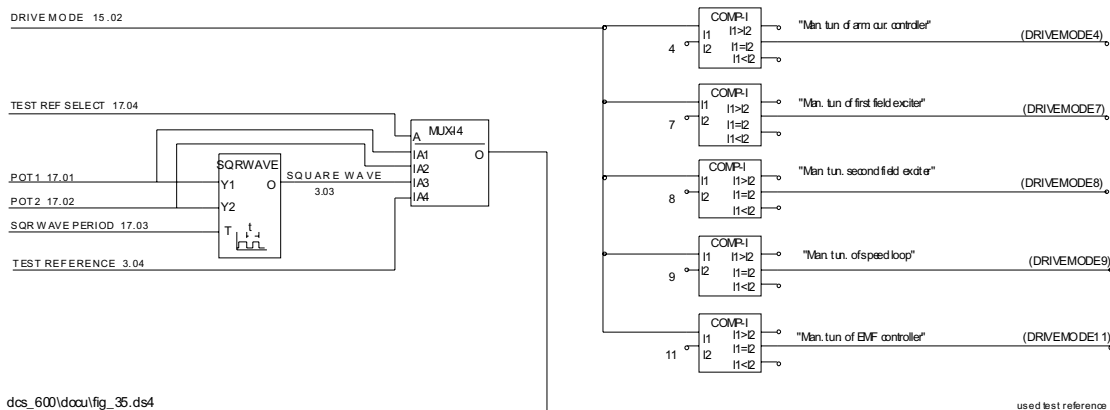 DRIVE MODE 15.02
TEST REF SELECT 17.04
POT1 17.01
POT2 17.02
SQR WAVE PERIOD 17.03
TEST REFERENCE 3.04
SQRWAVE
Y1 O
Y2
T t
SQUARE WAVE
3.03
MUX-I4
A O
IA1
IA2
IA3
IA4
COMP-I
I1 I1>I2
I2 I1=I2
I1<I2
4
"Man. tun of arm cur. controller"
(DRIVEMODE4)
COMP-I
I1 I1>I2
I2 I1=I2
I1<I2
7
"Man. tun of first field exciter"
(DRIVEMODE7)
COMP-I
I1 I1>I2
I2 I1=I2
I1<I2
8
"Man. tun. second field exciter"
(DRIVEMODE8)
COMP-I
I1 I1>I2
I2 I1=I2
I1<I2
9
"Man. tun. of speed loop"
(DRIVEMODE9)
COMP-I
I1 I1>I2
I2 I1=I2
I1<I2
11
"Man. tun of EMF controller"
(DRIVEMODE11)
dcs_600\docu\fig_35.ds4
used test reference